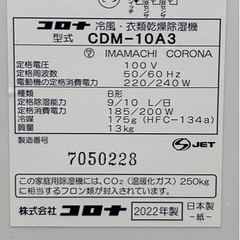 コロナ 冷風・衣類乾燥除湿機
型式 CDM-10A3
IMAMACHI CORONA
定格電圧 100 V
定格周波数 50/60 Hz
電動機の定格消費電力 220/240 W
種類 B形
定格除湿能力 9/10 L/日
定格消費電力 185/200 W
冷媒 175g (HFC-134a)
質量 13kg
製造番号
7050228
JET
この家庭用除湿機には、CO₂(温暖化ガス)250kg
に相当するフロン類が封入されています。
株式会社 コロナ 2022年製 日本製
-紙-